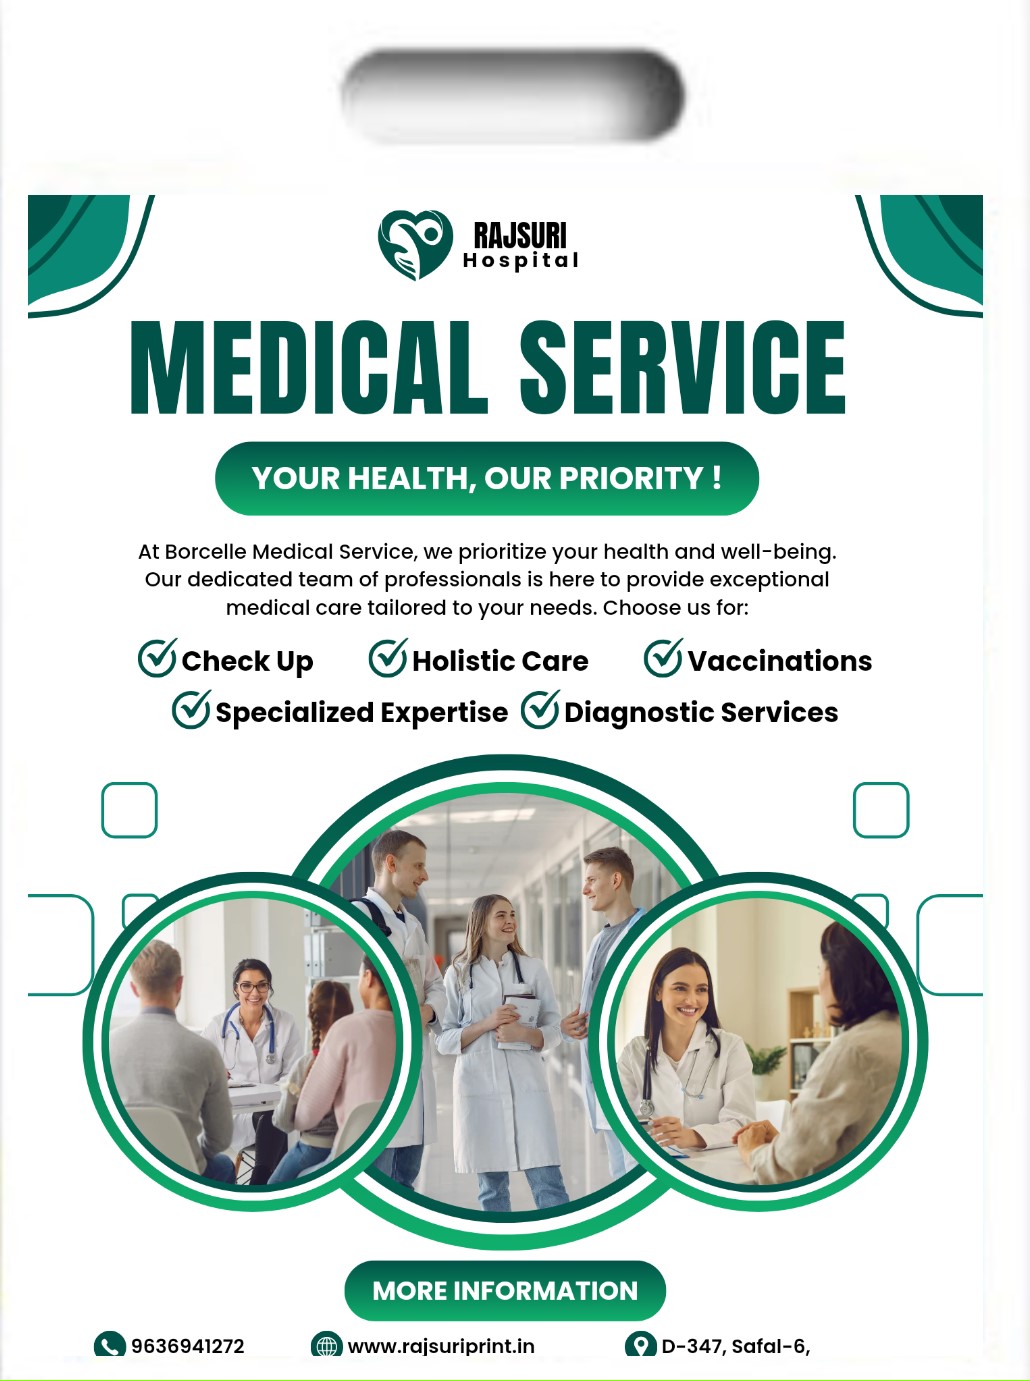 RAJSURI
Hospital
MEDICAL SERVICE
YOUR HEALTH, OUR PRIORITY !
At Borcelle Medical Service, we prioritize your health and well-being.
Our dedicated team of professionals is here to provide exceptional
medical care tailored to your needs. Choose us for:
Check Up Holistic Care Vaccinations
Specialized Expertise Diagnostic Services
MORE INFORMATION
9636941272 www.rajsuriprint.in D-347, Safal-6,